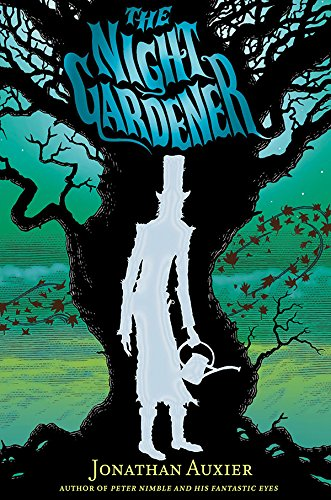 THE
NIGHT
GARDENER
JONATHAN AUXIER
AUTHOR OF PETER NIMBLE AND HIS FANTASTIC EYES